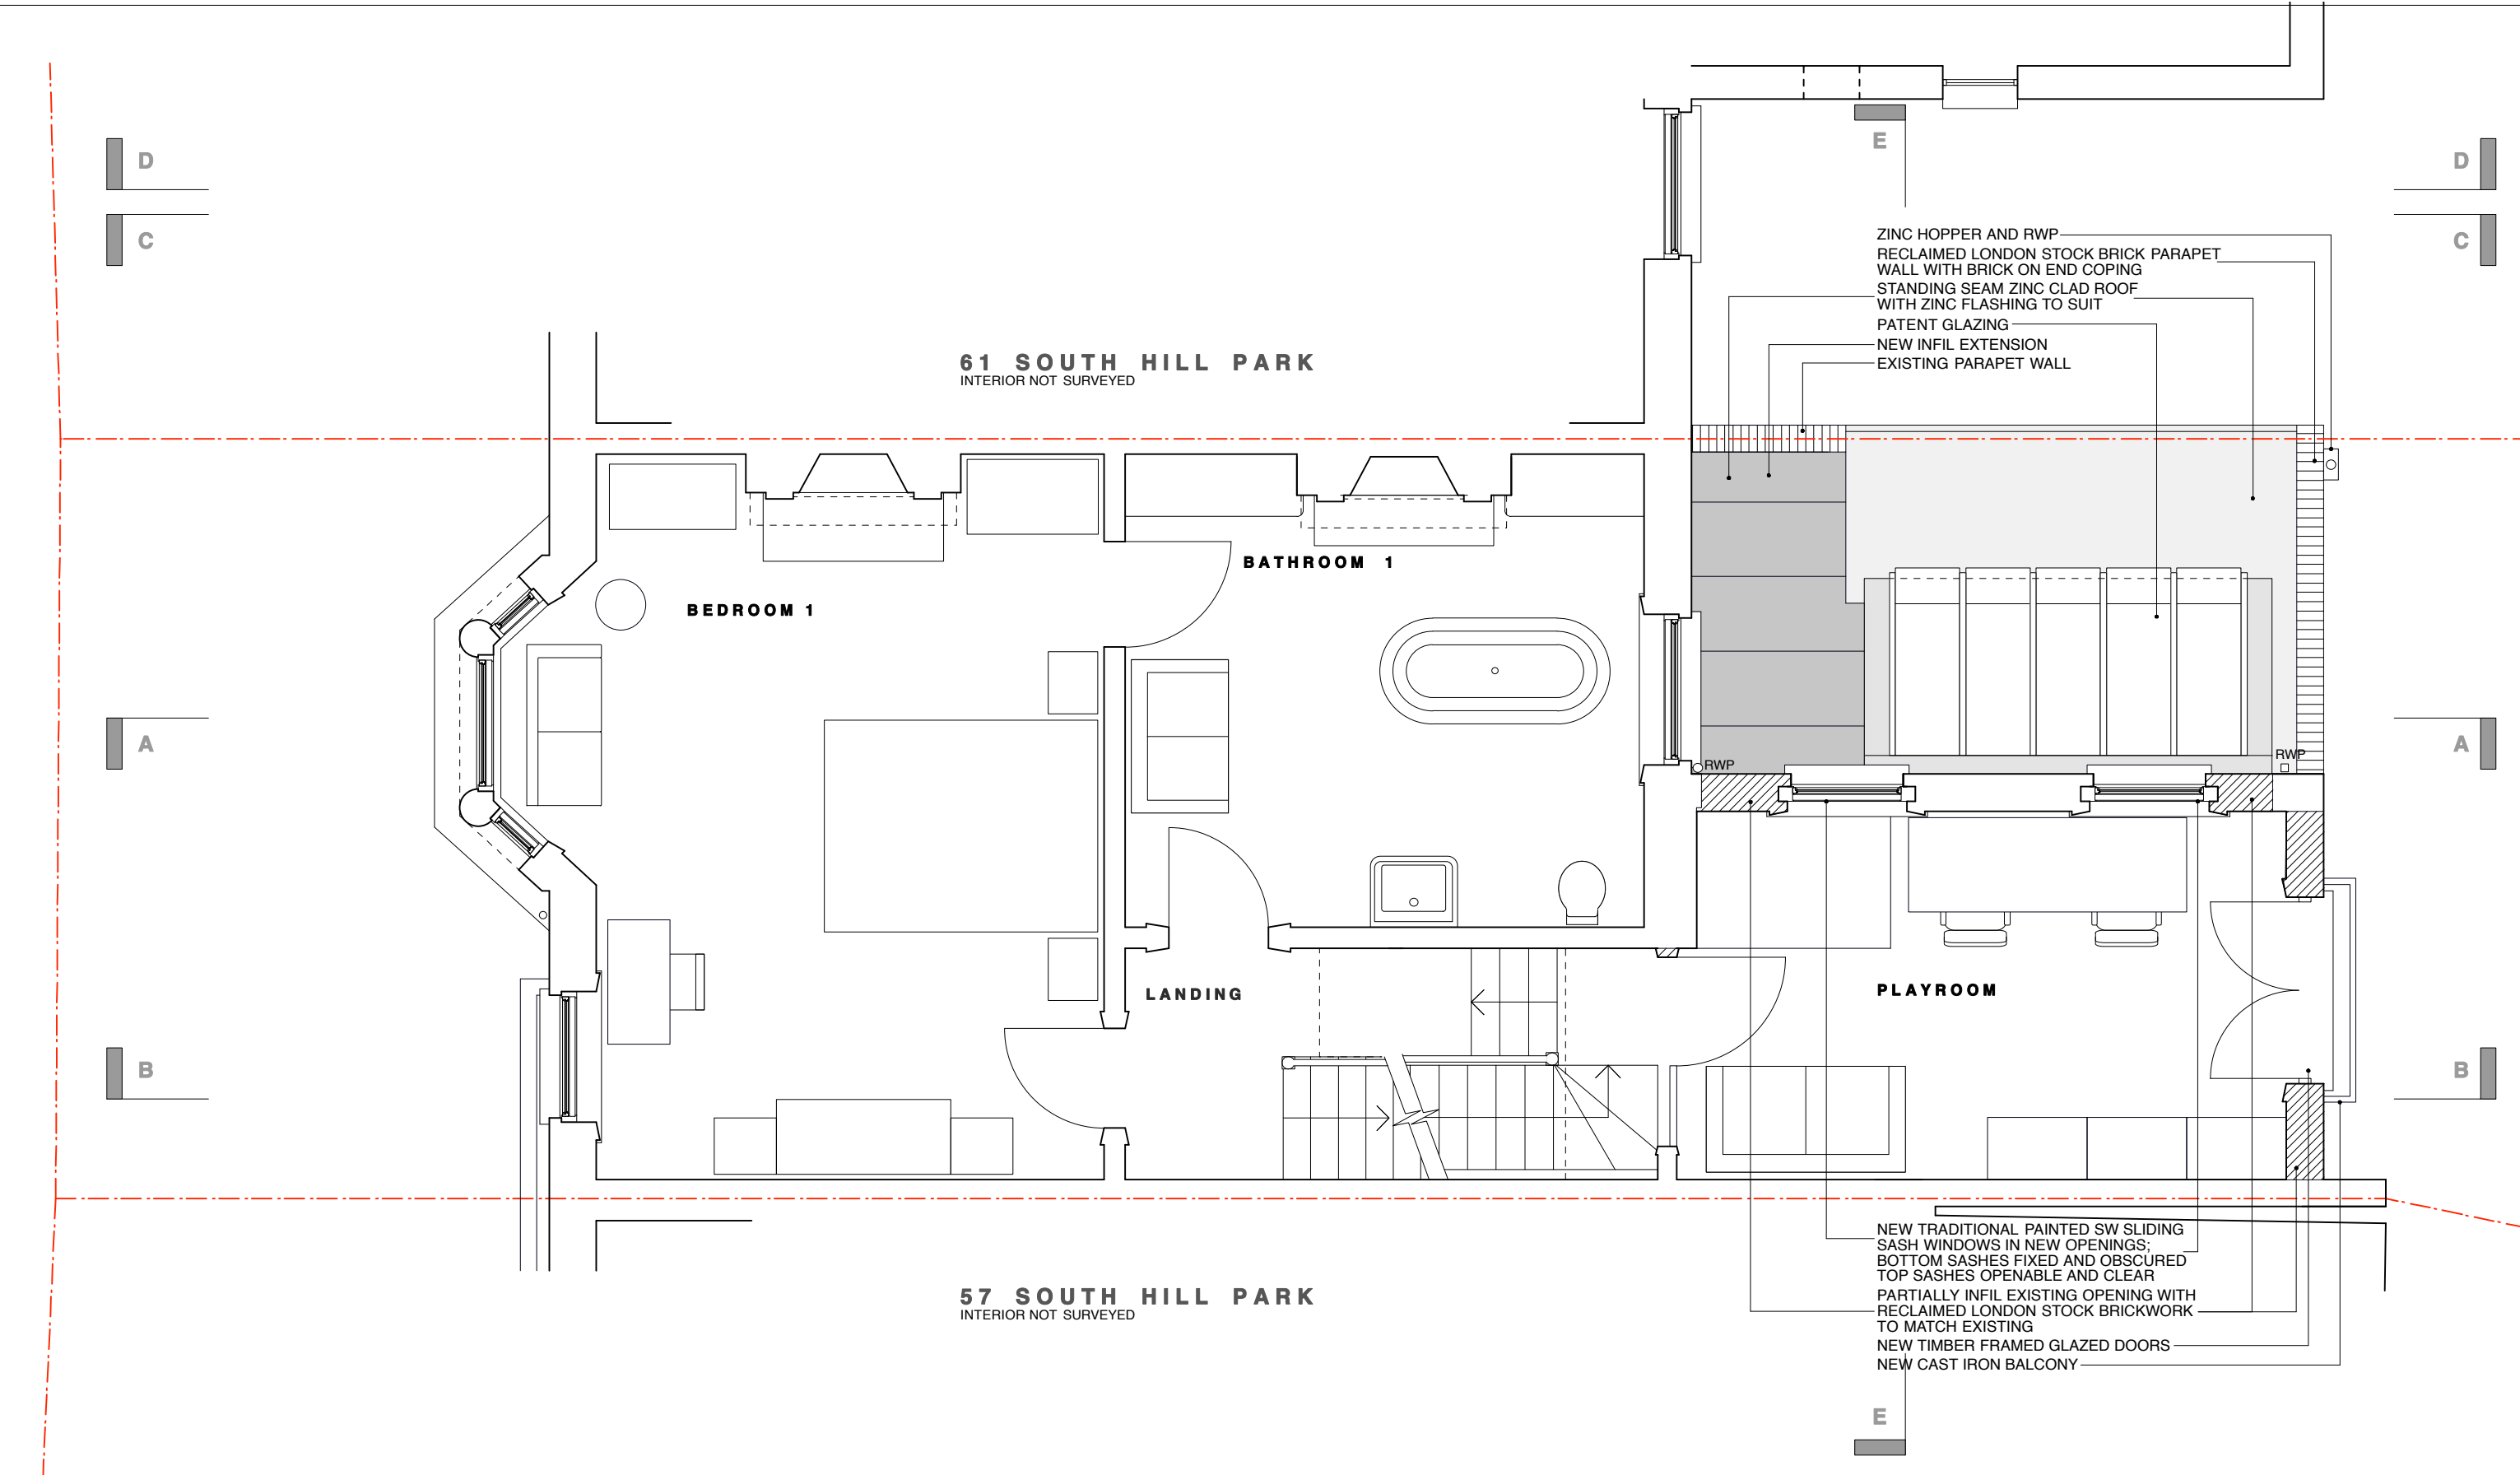 E
D
D
C
C
ZINC HOPPER AND RWP
RECLAIMED LONDON STOCK BRICK PARAPET
WALL WITH BRICK ON END COPING
STANDING SEAM ZINC CLAD ROOF
WITH ZINC FLASHING TO SUIT
PATENT GLAZING
NEW INFIL EXTENSION
EXISTING PARAPET WALL
61 SOUTH HILL PARK
INTERIOR NOT SURVEYED
BATHROOM 1
BEDROOM 1
A
A
RWP
RWP
LANDING
PLAYROOM
B
B
NEW TRADITIONAL PAINTED SW SLIDING
SASH WINDOWS IN NEW OPENINGS;
BOTTOM SASHES FIXED AND OBSCURED
TOP SASHES OPENABLE AND CLEAR
PARTIALLY INFIL EXISTING OPENING WITH
RECLAIMED LONDON STOCK BRICKWORK
TO MATCH EXISTING
NEW TIMBER FRAMED GLAZED DOORS
NEW CAST IRON BALCONY
57 SOUTH HILL PARK
INTERIOR NOT SURVEYED
E